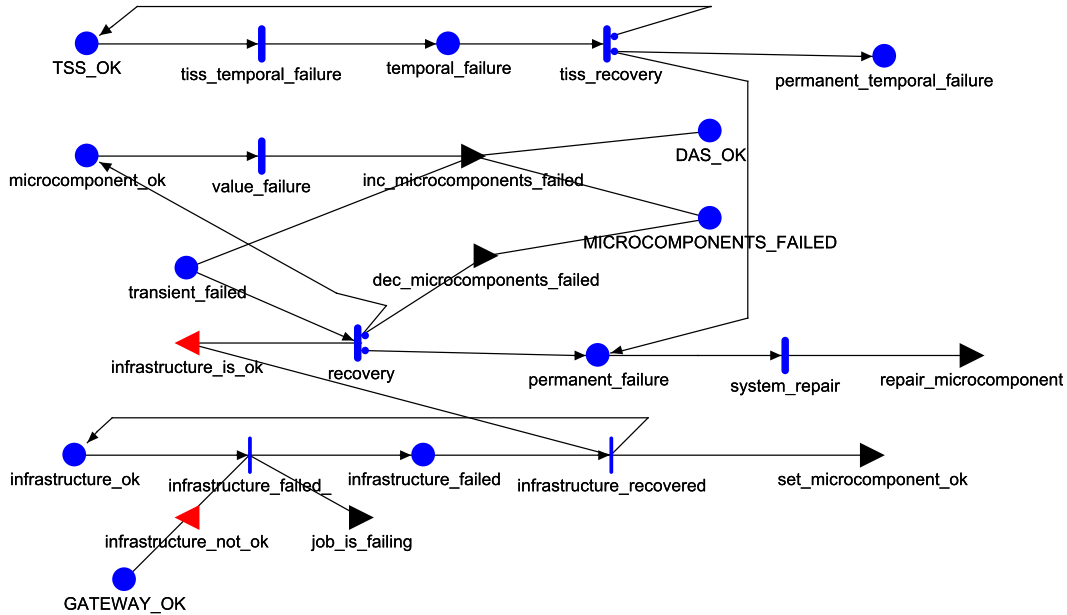 TSS_OK
tiss_temporal_failure
temporal_failure
tiss_recovery
permanent_temporal_failure
DAS_OK
microcomponent_ok
value_failure
inc_microcomponents_failed
MICROCOMPONENTS_FAILED
dec_microcomponents_failed
transient_failed
infrastructure_is_ok
recovery
permanent_failure
system_repair
repair_microcomponent
infrastructure_ok
infrastructure_failed_
infrastructure_failed
infrastructure_recovered
set_microcomponent_ok
infrastructure_not_ok
job_is_failing
GATEWAY_OK